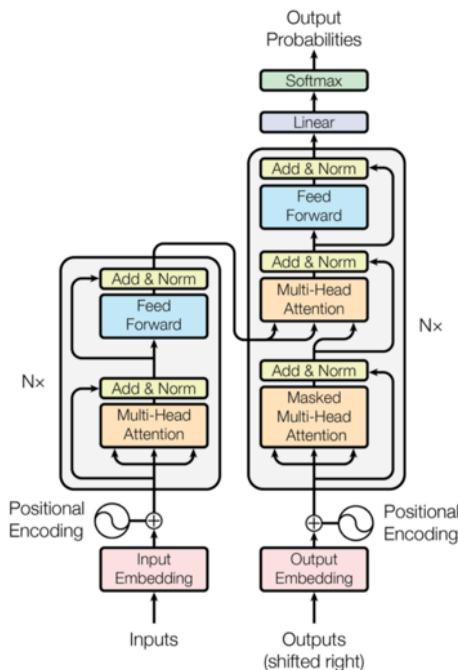 Output
Probabilities
Softmax
Linear
Add & Norm
Feed
Forward
Add & Norm
Multi-Head
Attention
Add & Norm
Masked
Multi-Head
Attention
N×
Positional
Encoding
Output
Embedding
Outputs
(shifted right)
Add & Norm
Feed
Forward
Add & Norm
Multi-Head
Attention
N×
Positional
Encoding
Input
Embedding
Inputs